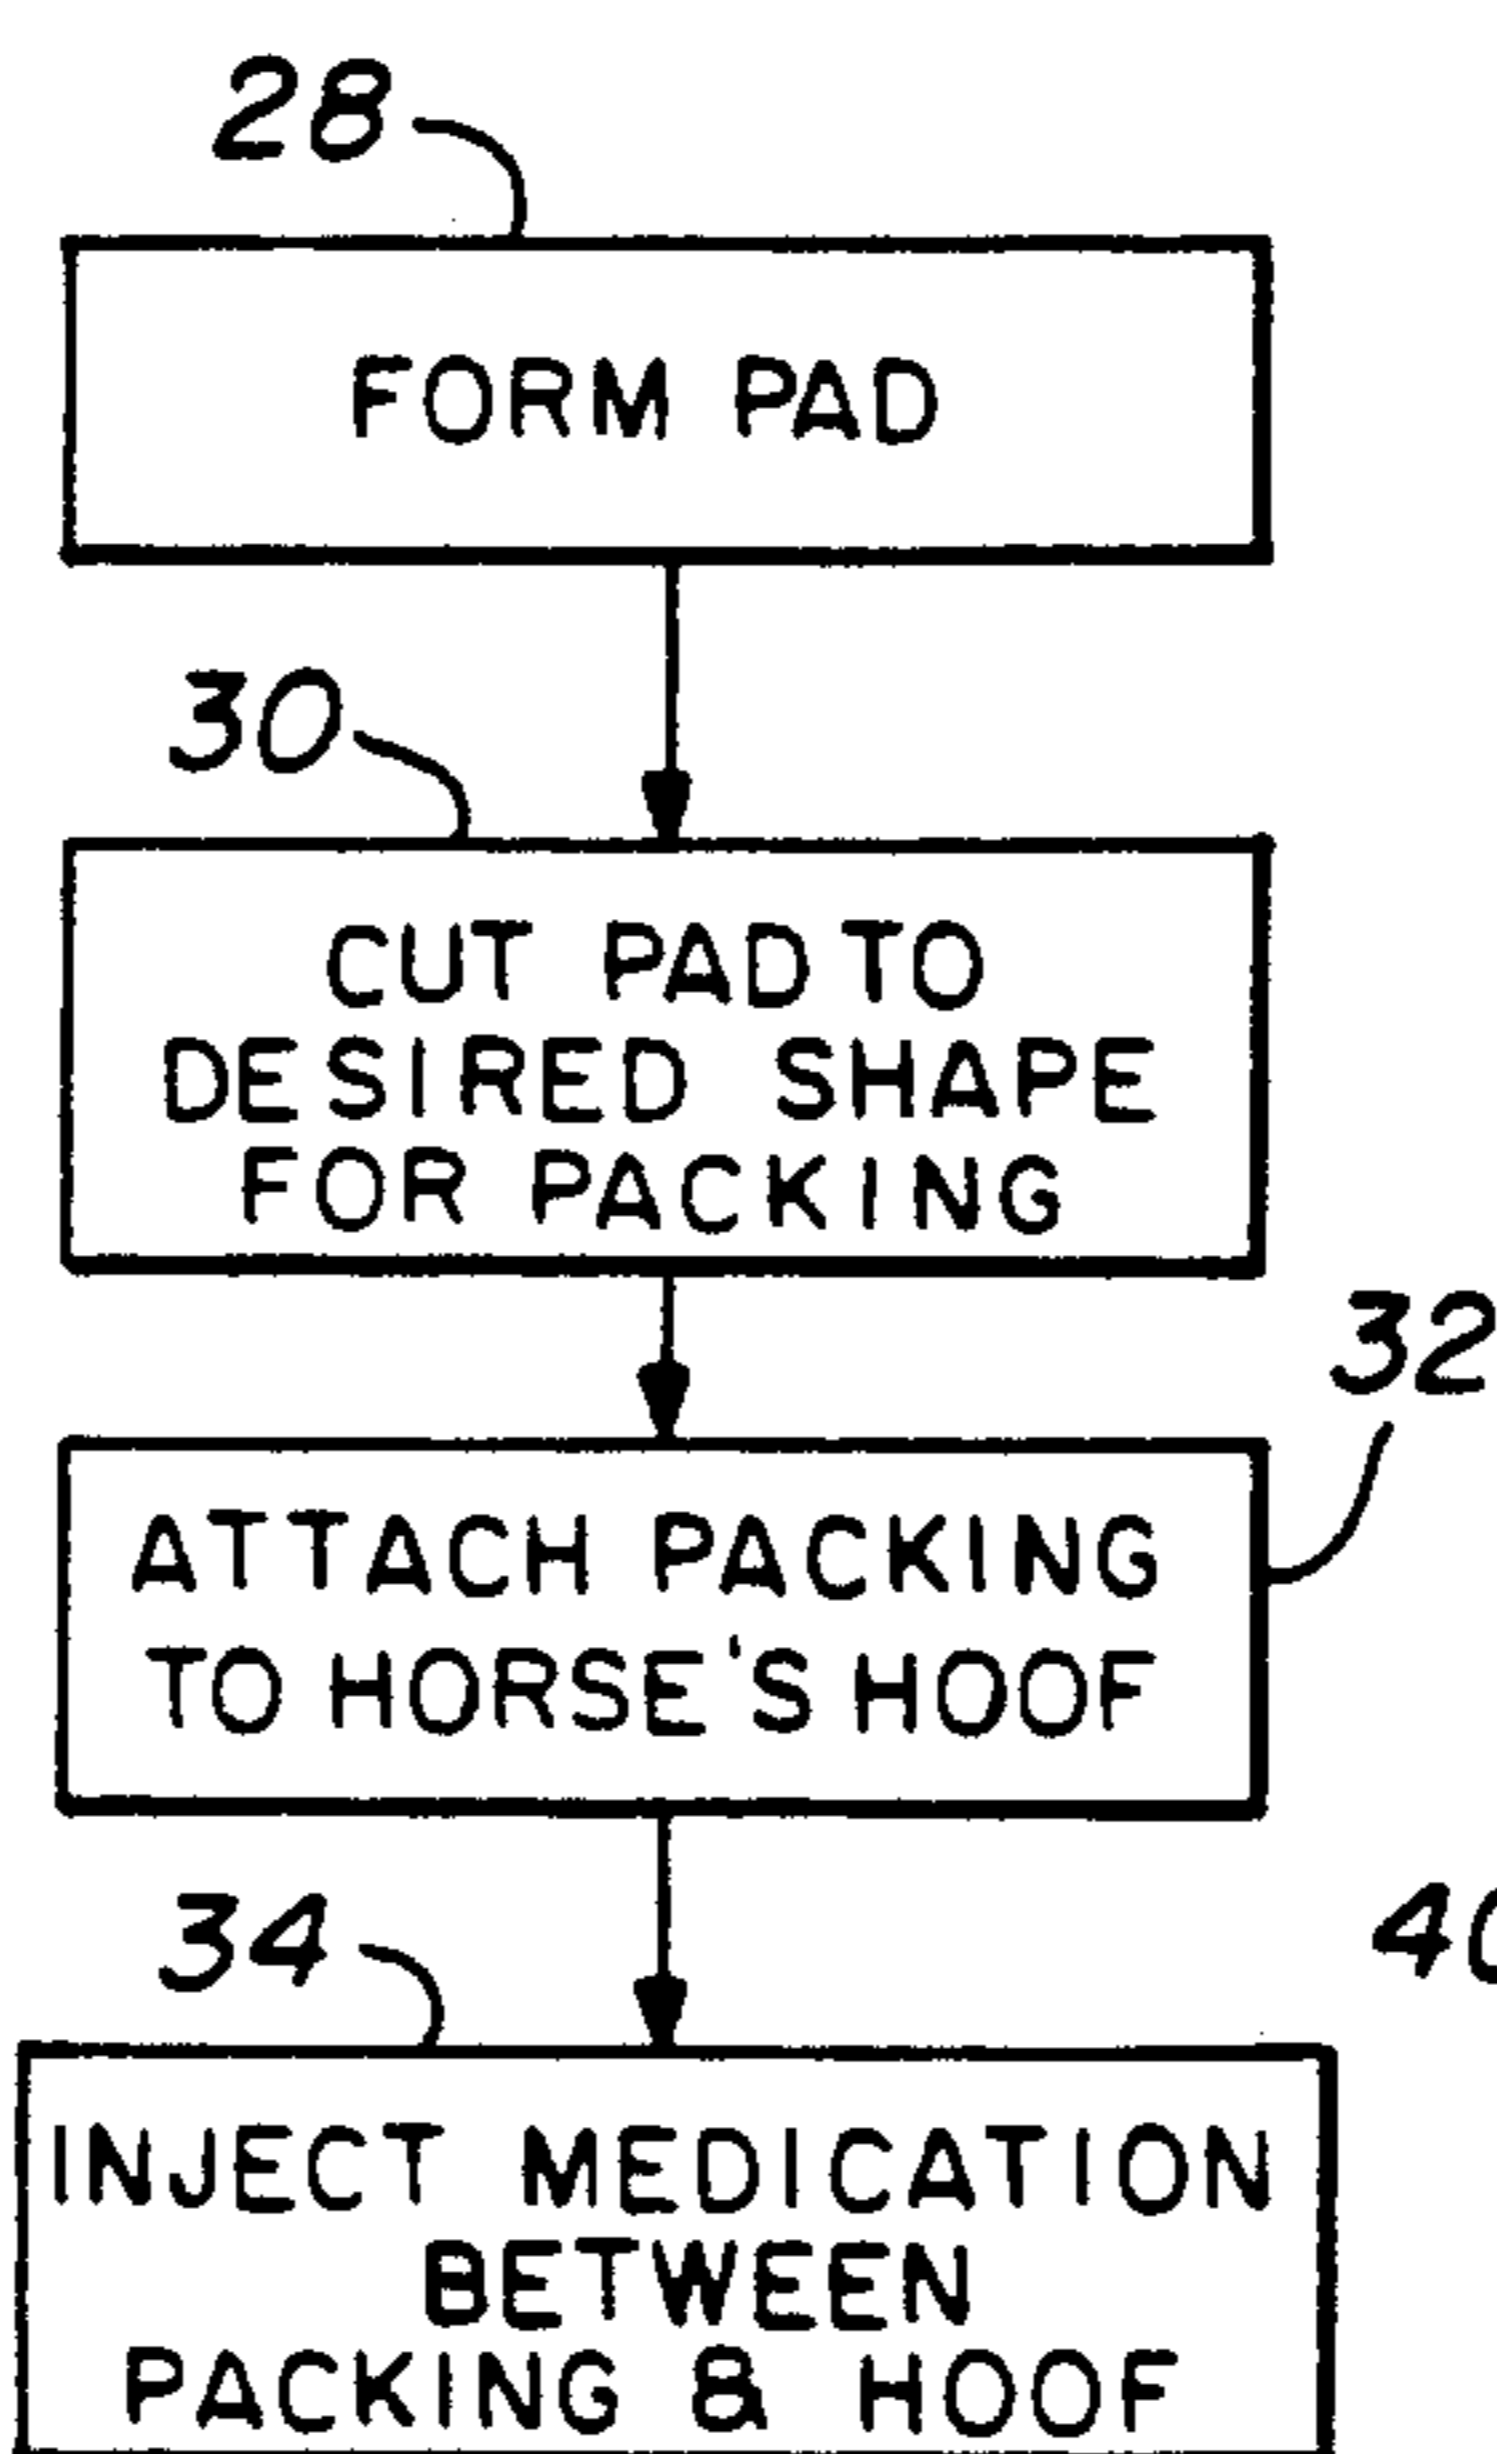 28
FORM PAD
30
CUT PAD TO
DESIRED SHAPE
FOR PACKING
32
ATTACH PACKING
TO HORSE'S HOOF
34
INJECT MEDICATION
BETWEEN
PACKING & HOOF